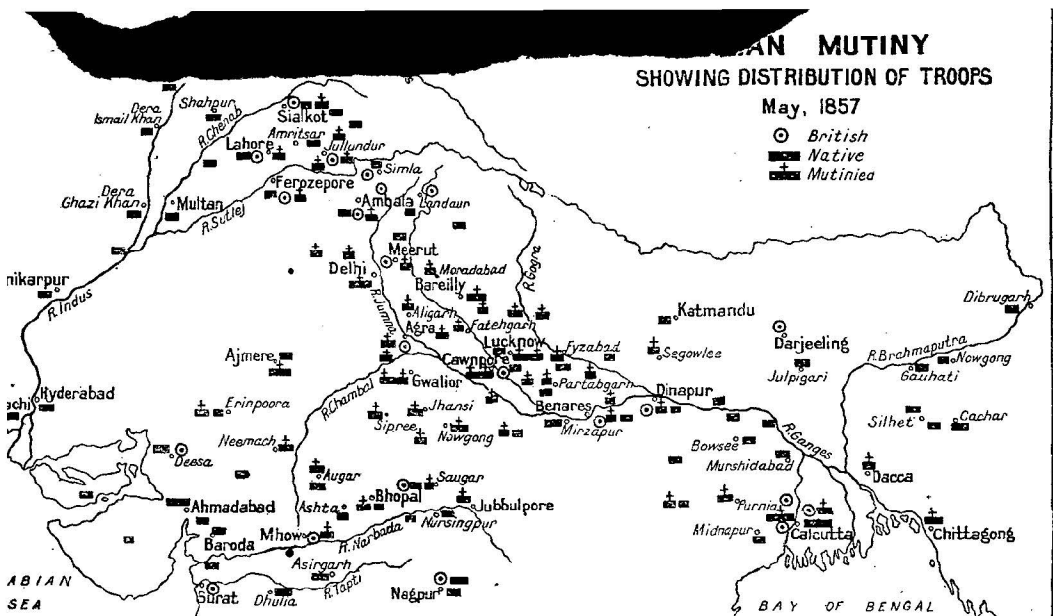 MUTINY
SHOWING DISTRIBUTION OF TROOPS
May, 1857
British
Native
Mutinied
Dera
Ismail Khan
Shahpur
R. Chenab
Sialkot
Amritsar
Lahore
Jullundur
Simla
Ferozepore
Dera
Ghazi Khan
Multan
R. Sutlej
Ambala
Landaur
Meerut
Delhi
Moradabad
Bareilly
R. Gogra
R. Indus
R. Jumna
Aligarh
Agra
Fatehgarh
Katmandu
Dibrugarh
Lucknow
Fyzabad
Segowlee
Darjeeling
R. Brahmaputra
Ajmere
Cawnpore
Gwalior
Partabgarh
Julpigari
Gauhati
Nowgong
Hyderabad
Erinpoora
R. Chambal
Jhansi
Sipree
Nowgong
Benares
Mirzapur
Dinapur
R. Ganges
Silhet
Cachar
Neemach
Deesa
Bowsee
Murshidabad
Augar
Saugar
Bhopal
Jubbulpore
Dacca
Ahmadabad
Ashta
Nursingpur
Purnia
Baroda
Mhow
R. Narbada
Midnapur
Calcutta
Chittagong
Asirgarh
R. Tapti
Surat
Dhulia
Nagpur
SEA
BAY OF BENGAL